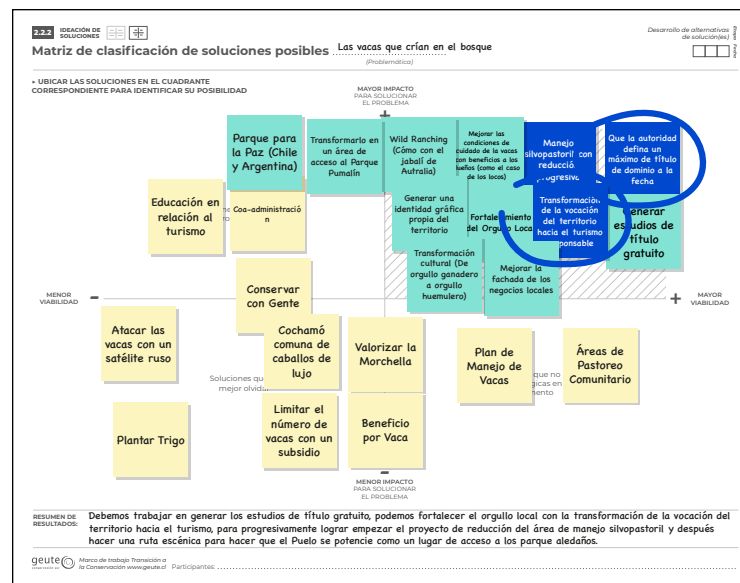 2.2.2 IDEACIÓN DE
SOLUCIONES
Desarrollo de alternativas
de solución(es)
Etapa
Fecha
Matriz de clasificación de soluciones posibles Las vacas que crían en el bosque
(Problemática)
▸ UBICAR LAS SOLUCIONES EN EL CUADRANTE
CORRESPONDIENTE PARA IDENTIFICAR SU POSIBILIDAD
MAYOR IMPACTO
PARA SOLUCIONAR
EL PROBLEMA
Parque para
la Paz (Chile
y Argentina)
Transformarlo en
un área de
acceso al Parque
Pumalín
Wild Ranching
(Cómo con el
jabalí de
Autralia)
Mejorar las
condiciones de
cuidado de la vacas
con beneficios a los
dueños (como el caso
de los locos)
Manejo
silvopastoril con
reducció
progresiva
Que la autoridad
defina un
máximo de título
de dominio a la
fecha
Educación en
relación al
turismo
Coa-administració
n
Generar una
identidad gráfica
propia del
territorio
Fortalecimiento
del Orgullo Local
Transformación
de la vocación
del territorio
hacia el turismo
responsable
Generar
estudios de
título
gratuito
Transformación
cultural (De
orgullo ganadero
a orgullo
huemulero)
Mejorar la
fachada de los
negocios locales
Conservar
con Gente
MENOR
VIABILIDAD
MAYOR
VIABILIDAD
Atacar las
vacas con un
satélite ruso
Cochamó
comuna de
caballos de
lujo
Valorizar la
Morchella
Plan de
Manejo de
Vacas
Áreas de
Pastoreo
Comunitario
Soluciones qu
mejor olvida
que no
gicas en
mento
Plantar Trigo
Limitar el
número de
vacas con un
subsidio
Beneficio
por Vaca
MENOR IMPACTO
PARA SOLUCIONAR
EL PROBLEMA
RESUMEN DE
RESULTADOS:
Debemos trabajar en generar los estudios de título gratuito, podemos fortalecer el orgullo local con la transformación de la vocación del
territorio hacia el turismo, para progresivamente lograr empezar el proyecto de reducción del área de manejo silvopastoril y después
hacer una ruta escénica para hacer que el Puelo se potencie como un lugar de acceso a los parque aledaños.
geute
Marco de trabajo Transición a
la Conservación www.geute.cl
Participantes: